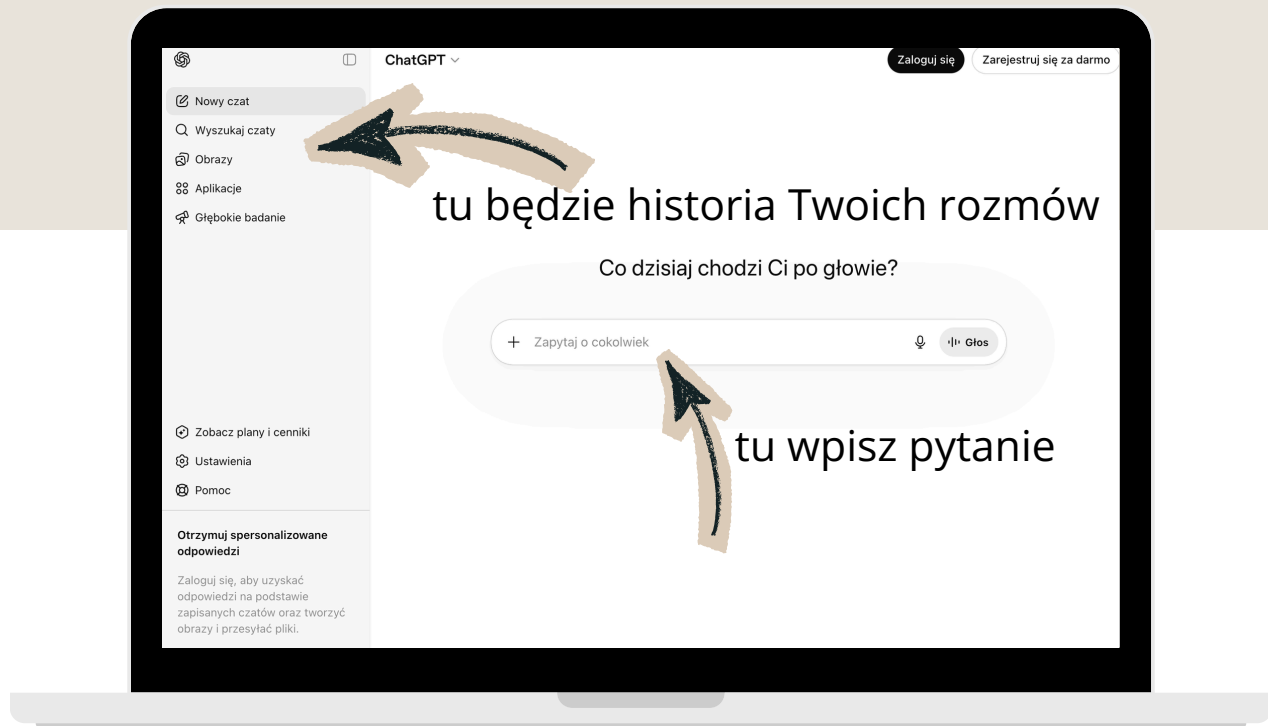 ChatGPT
Zaloguj się
Zarejestruj się za darmo
Nowy czat
Wyszukaj czaty
Obrazy
Aplikacje
Głębokie badanie
tu będzie historia Twoich rozmów
Co dzisiaj chodzi Ci po głowie?
Zapytaj o cokolwiek
Głos
tu wpisz pytanie
Zobacz plany i cenniki
Ustawienia
Pomoc
Otrzymuj spersonalizowane
odpowiedzi
Zaloguj się, aby uzyskać
odpowiedzi na podstawie
zapisanych czatów oraz tworzyć
obrazy i przesyłać pliki.